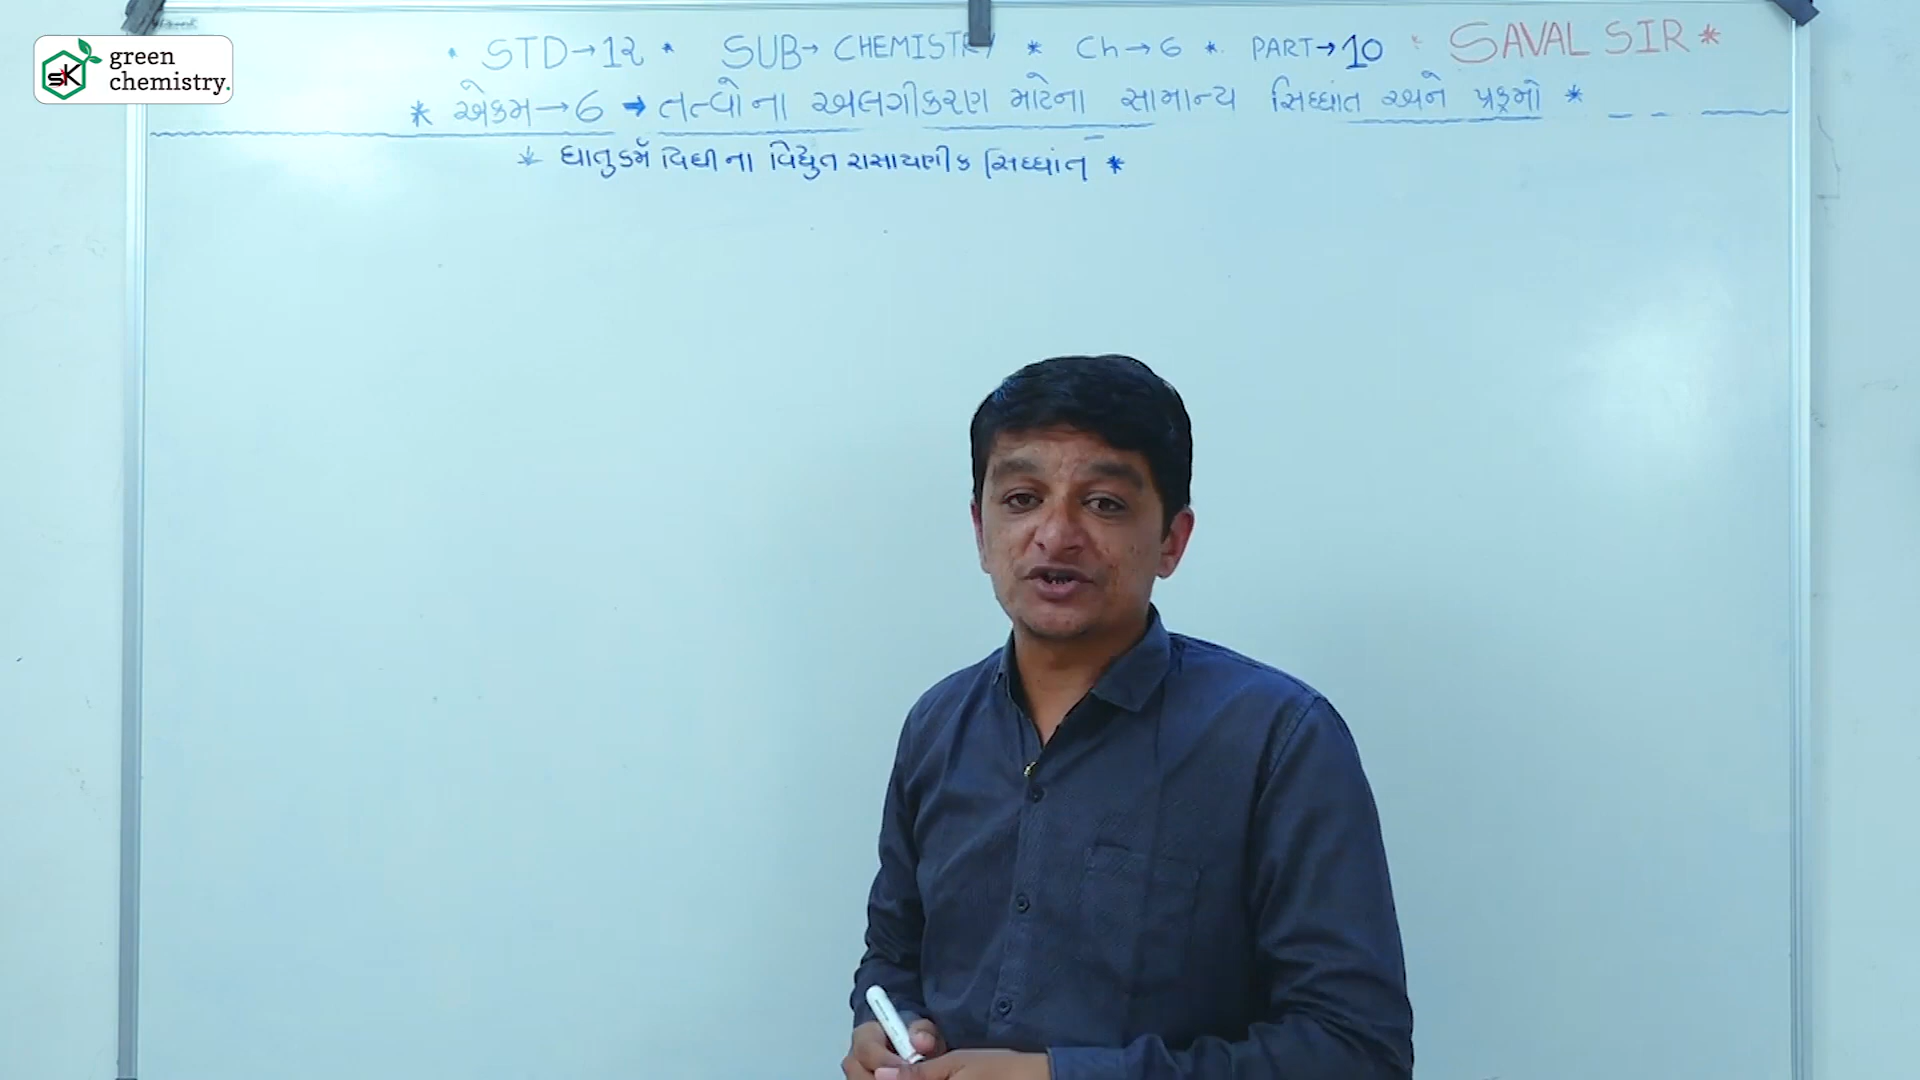 green
chemistry.
SK
* STD→12 * SUB→ CHEMISTRY * Ch→6 * PART→10 * SAVAL SIR *
* એકમ→6 → તત્વોના અલગીકરણ માટેના સામાન્ય સિધ્ધાંત અને પ્રક્રમો *
* ધાતુકર્મ વિધીના વિદ્યુત રાસાયણીક સિધ્ધાંત *